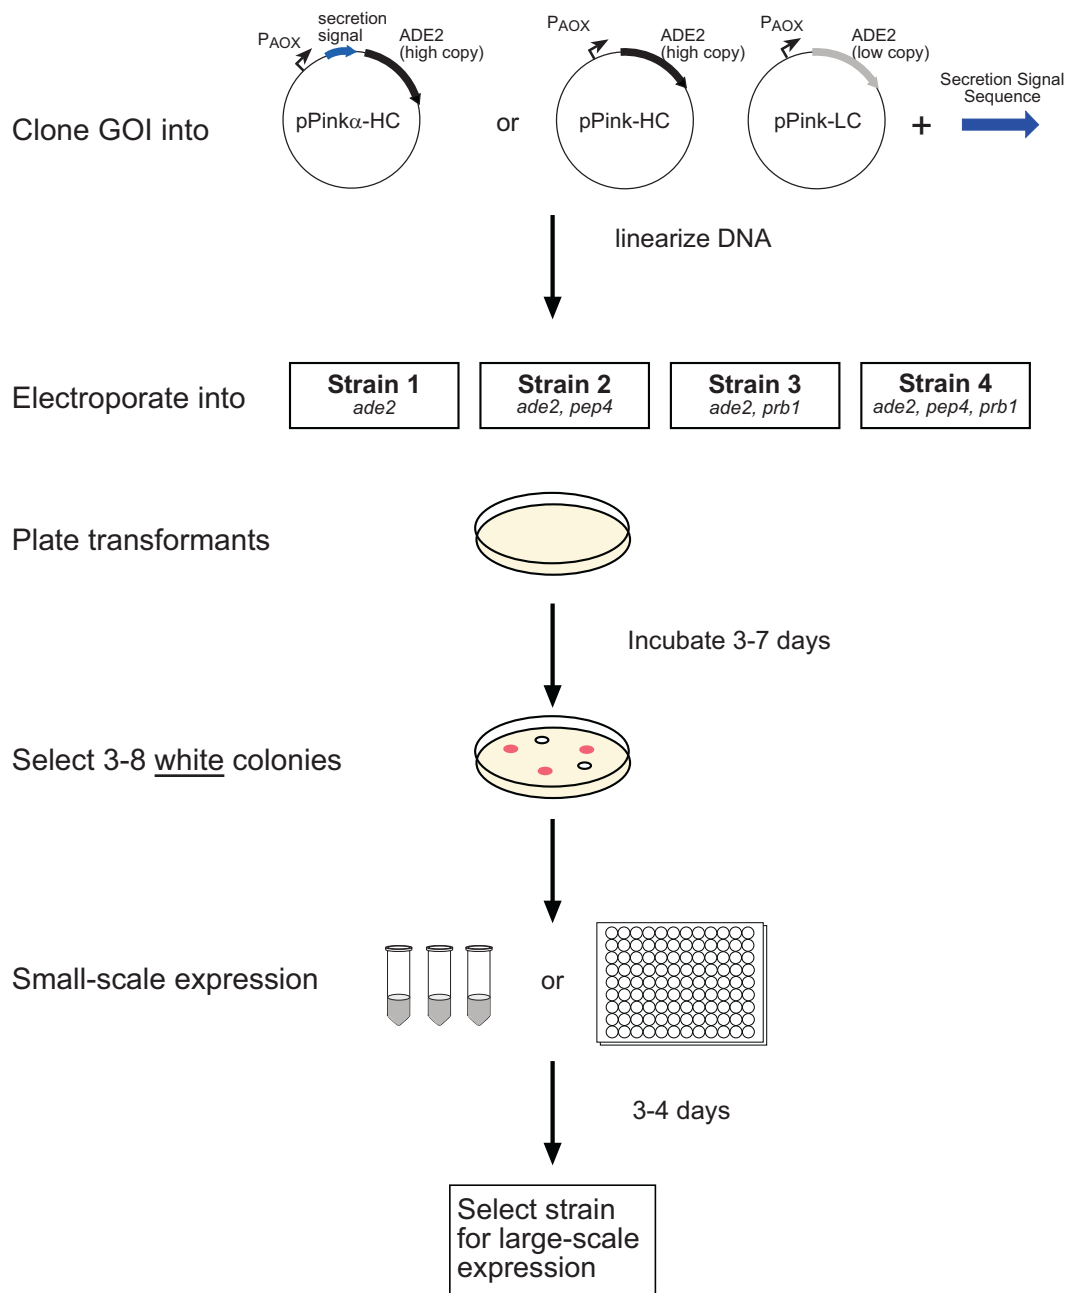 secretion
signal
PAOX
ADE2
(high copy)
PAOX
ADE2
(high copy)
PAOX
ADE2
(low copy)
Secretion Signal
Sequence
Clone GOI into
pPinkα-HC
or
pPink-HC
pPink-LC
+
linearize DNA
Electroporate into
Strain 1
ade2
Strain 2
ade2, pep4
Strain 3
ade2, prb1
Strain 4
ade2, pep4, prb1
Plate transformants
Incubate 3-7 days
Select 3-8 white colonies
Small-scale expression
or
3-4 days
Select strain
for large-scale
expression